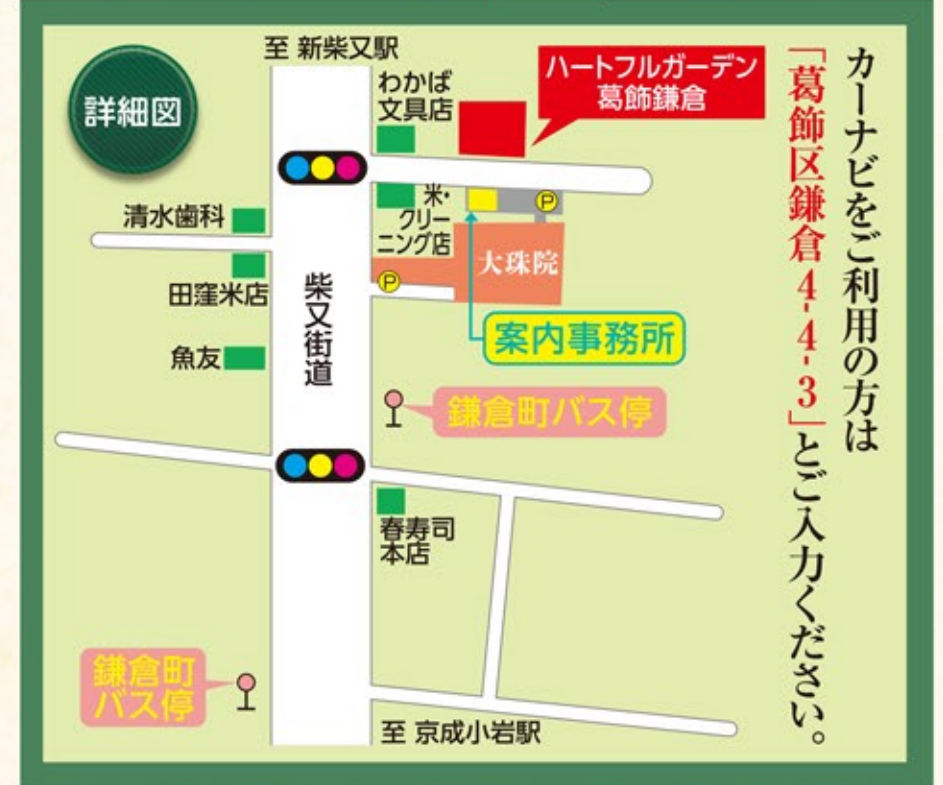 詳細図
至 新柴又駅
わかば
文具店
ハートフルガーデン
葛飾鎌倉
米・
クリー
ニング店
P
清水歯科
大珠院
P
田窪米店
柴又街道
案内事務所
魚友
鎌倉町バス停
春寿司
本店
鎌倉町
バス停
至 京成小岩駅
カーナビをご利用の方は
「葛飾区鎌倉4-4-3」とご入力ください。